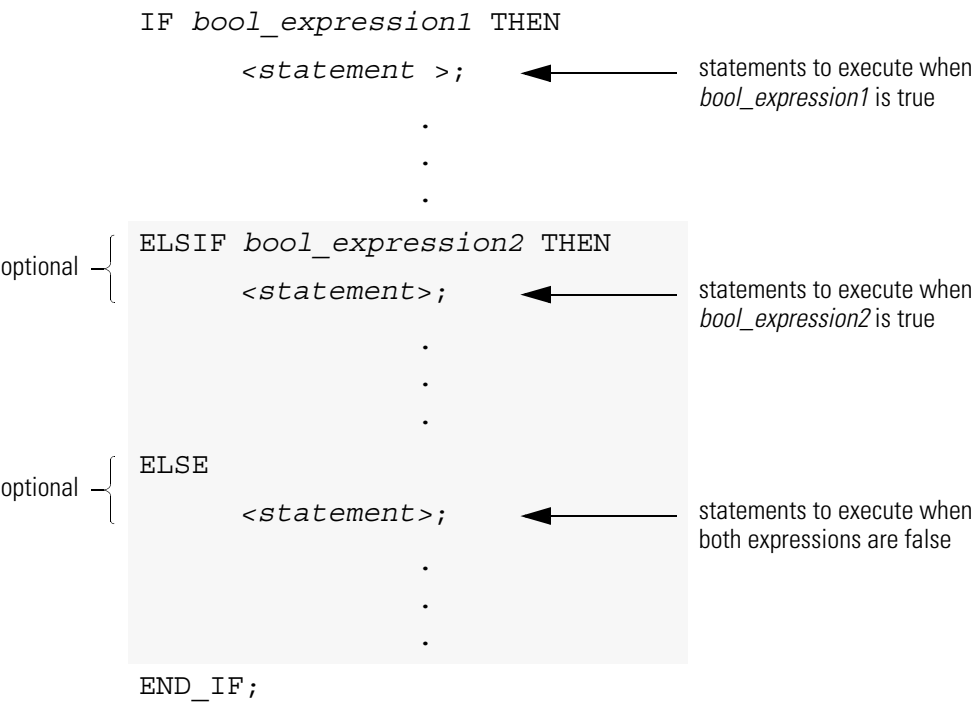 IF bool_expression1 THEN
<statement >;
statements to execute when
bool_expression1 is true
.
.
.
optional
ELSIF bool_expression2 THEN
<statement>;
statements to execute when
bool_expression2 is true
.
.
.
optional
ELSE
<statement>;
statements to execute when
both expressions are false
.
.
.
END_IF;